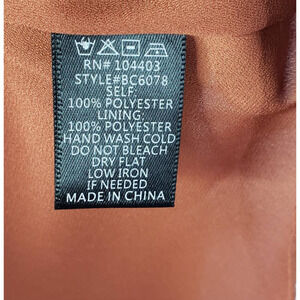 RN# 104403
STYLE#BC6078
SELF:
100% POLYESTER
LINING:
100% POLYESTER
HAND WASH COLD
DO NOT BLEACH
DRY FLAT
LOW IRON
IF NEEDED
MADE IN CHINA